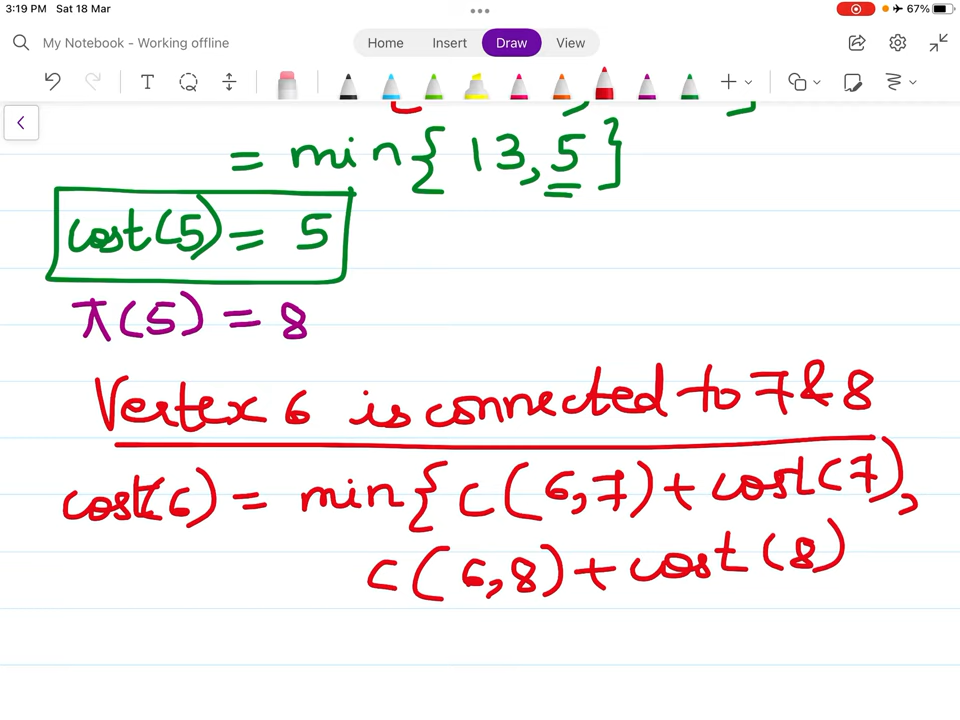 3:19 PM Sat 18 Mar
67%
My Notebook - Working offline
Home Insert Draw View
= min{ 13, 5 }
cost(5) = 5
π(5) = 8
Vertex 6 is connected to 7 & 8
cost(6) = min{ c(6,7) + cost(7),
c(6,8) + cost(8)